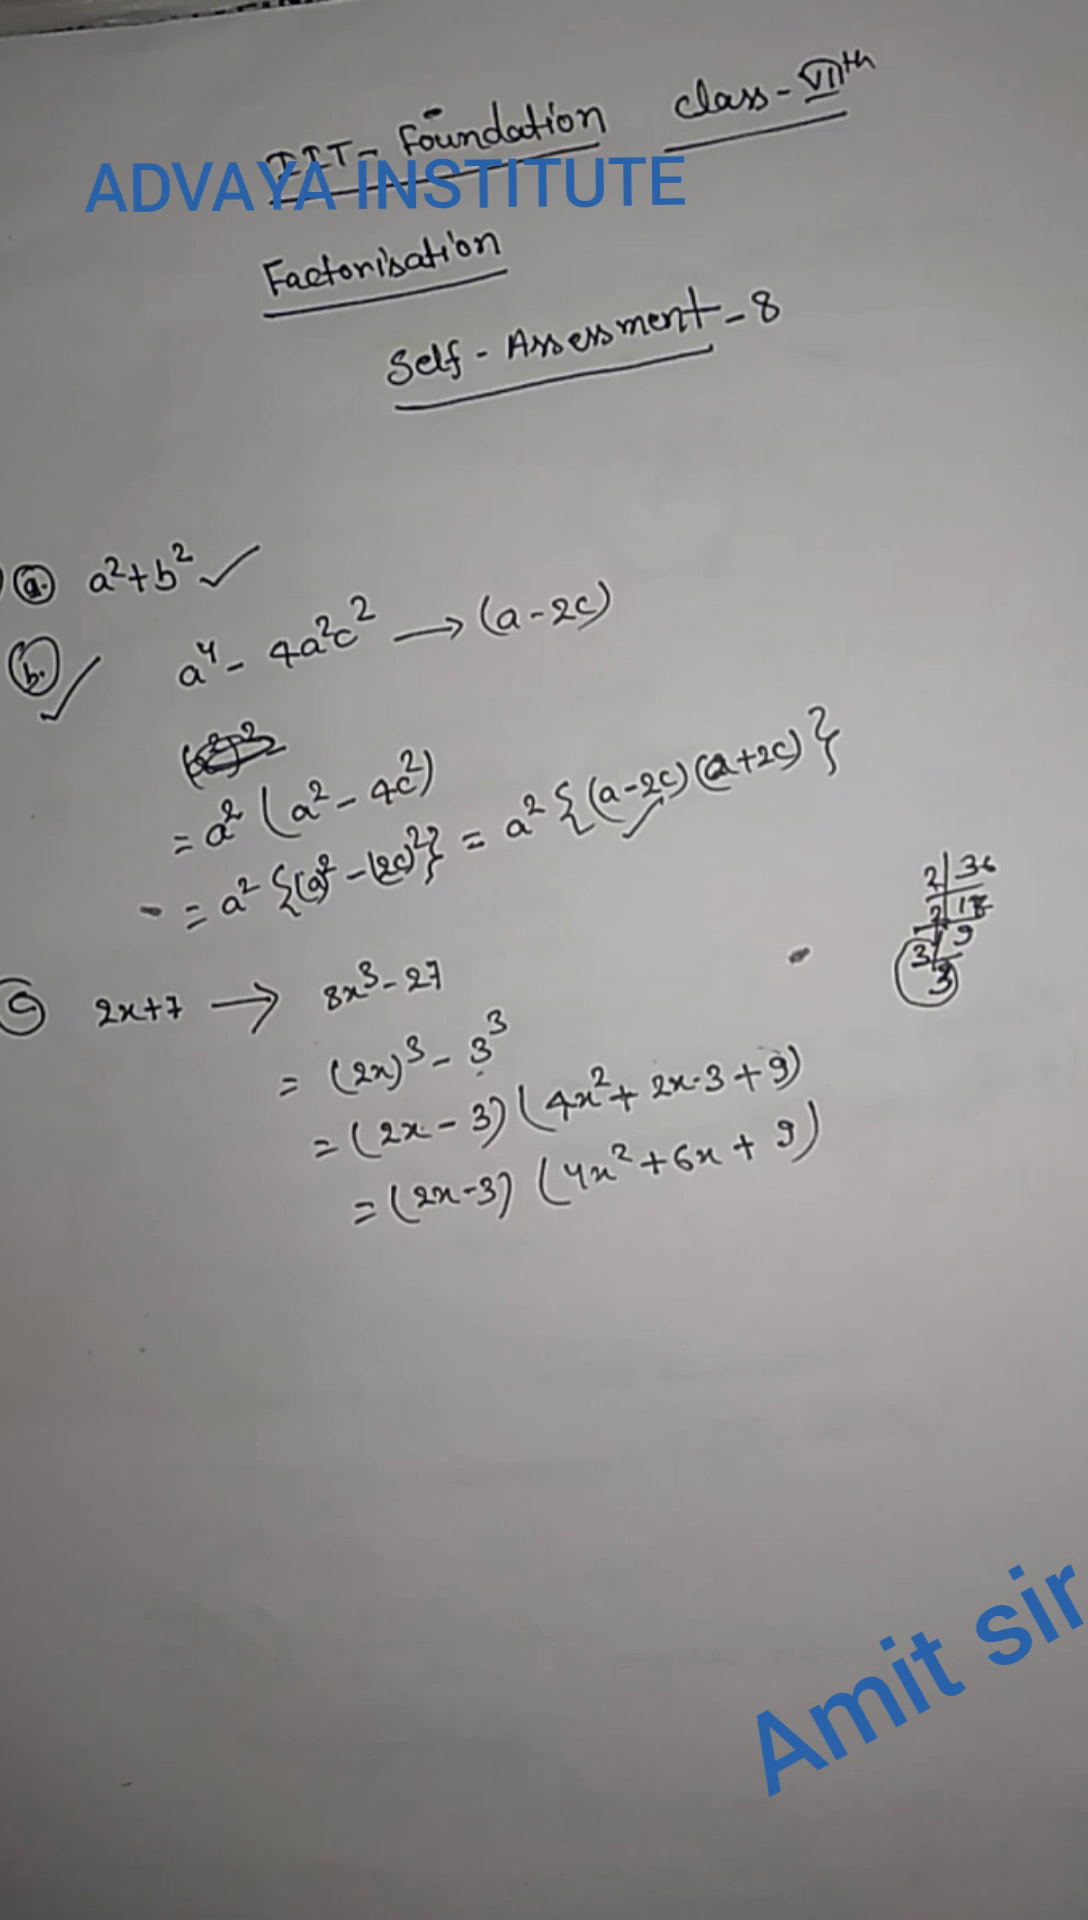 IIT- Foundation class-VIIth
ADVAYA INSTITUTE
Factorisation
Self-Assessment-8
a. a²+b² ✓
b. ✓ a⁴- 4a²c² → (a-2c)
= a² (a² - 4c²)
= a² {(a)² - (2c)²} = a² {(a-2c)(a+2c)}
2 | 36
2 | 18
3 | 9
3
c 2x+7 → 8x³-27
= (2x)³ - 3³
= (2x - 3) (4x² + 2x·3 + 9)
= (2x-3) (4x² + 6x + 9)
Amit sir